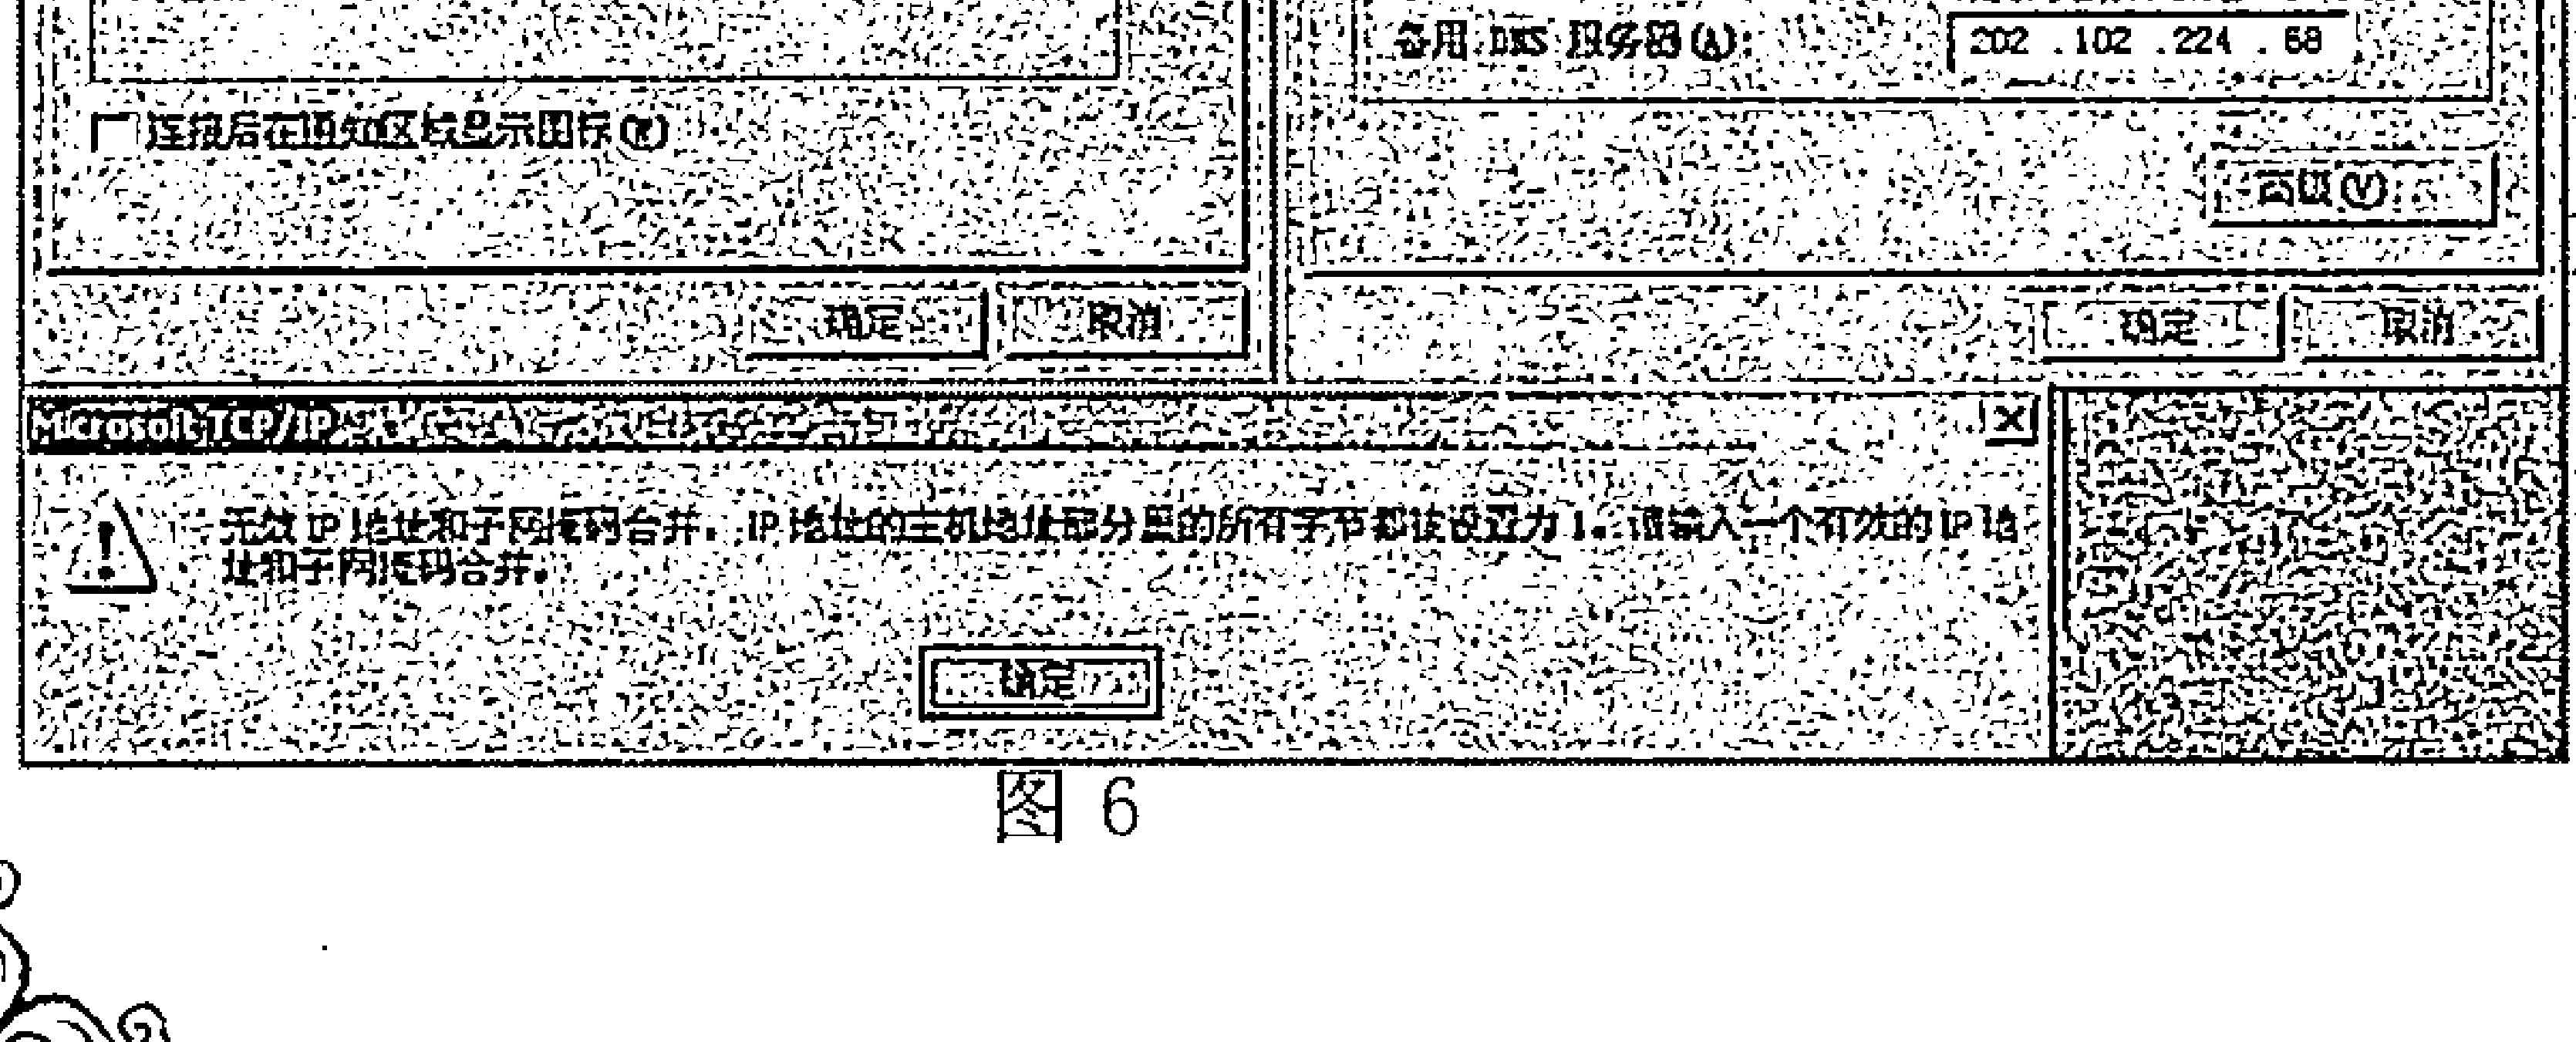 备用 DNS 服务器(A): 202 .102 .224 .68
连接后在通知区域显示图标(W)
高级(V)
确定 取消
确定 取消
Microsoft TCP/IP
无效 IP 地址和子网掩码合并。IP 地址的主机地址部分里的所有字节都被设置为 1。请输入一个有效的 IP 地
址和子网掩码合并。
确定
图 6